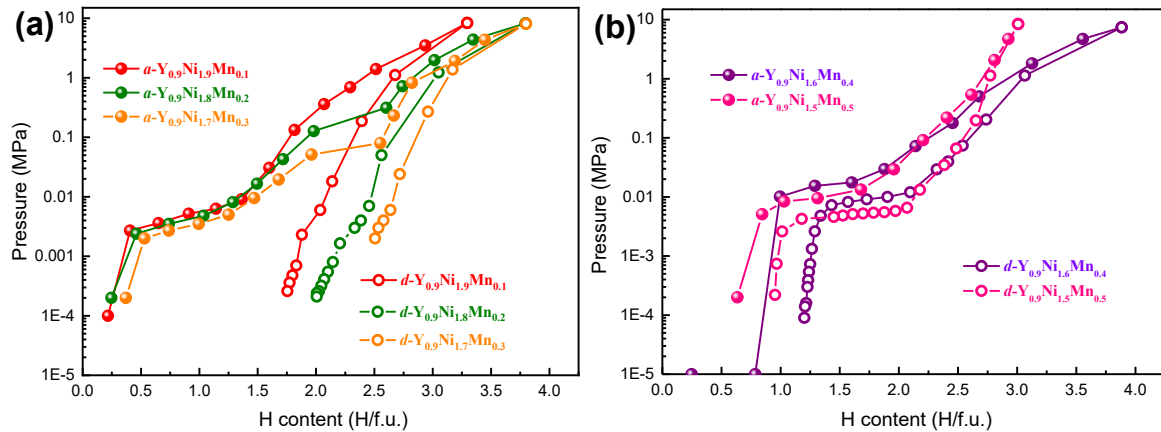 (a)
10
1
0.1
0.01
0.001
1E-4
1E-5
Pressure (MPa)
a-Y0.9Ni1.9Mn0.1
a-Y0.9Ni1.8Mn0.2
a-Y0.9Ni1.7Mn0.3
d-Y0.9Ni1.9Mn0.1
d-Y0.9Ni1.8Mn0.2
d-Y0.9Ni1.7Mn0.3
0.0 0.5 1.0 1.5 2.0 2.5 3.0 3.5 4.0
H content (H/f.u.)
(b)
10
1
0.1
0.01
1E-3
1E-4
1E-5
Pressure (MPa)
a-Y0.9Ni1.6Mn0.4
a-Y0.9Ni1.5Mn0.5
d-Y0.9Ni1.6Mn0.4
d-Y0.9Ni1.5Mn0.5
0.0 0.5 1.0 1.5 2.0 2.5 3.0 3.5 4.0
H content (H/f.u.)